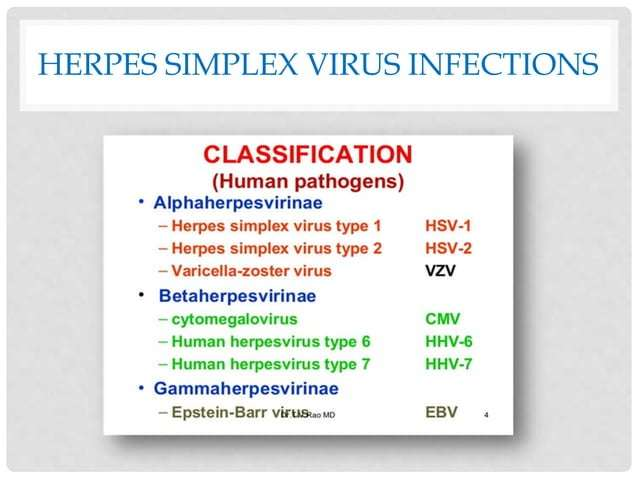 HERPES SIMPLEX VIRUS INFECTIONS
CLASSIFICATION
(Human pathogens)
• Alphaherpesvirinae
– Herpes simplex virus type 1 HSV-1
– Herpes simplex virus type 2 HSV-2
– Varicella-zoster virus VZV
• Betaherpesvirinae
– cytomegalovirus CMV
– Human herpesvirus type 6 HHV-6
– Human herpesvirus type 7 HHV-7
• Gammaherpesvirinae
– Epstein-Barr virus EBV
Rao MD 4